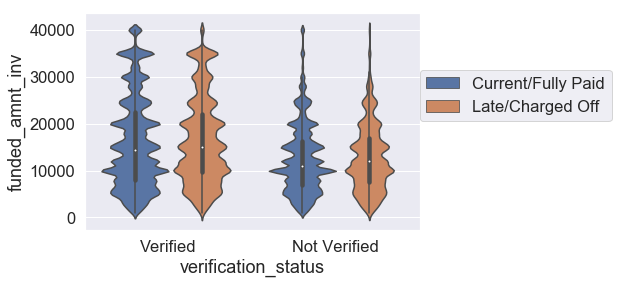 funded_amnt_inv
40000
30000
20000
10000
0
Verified
Not Verified
verification_status
Current/Fully Paid
Late/Charged Off